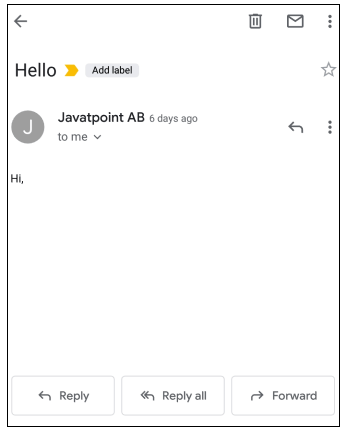 Hello Add label
J
Javatpoint AB 6 days ago
to me
Hi,
Reply Reply all Forward